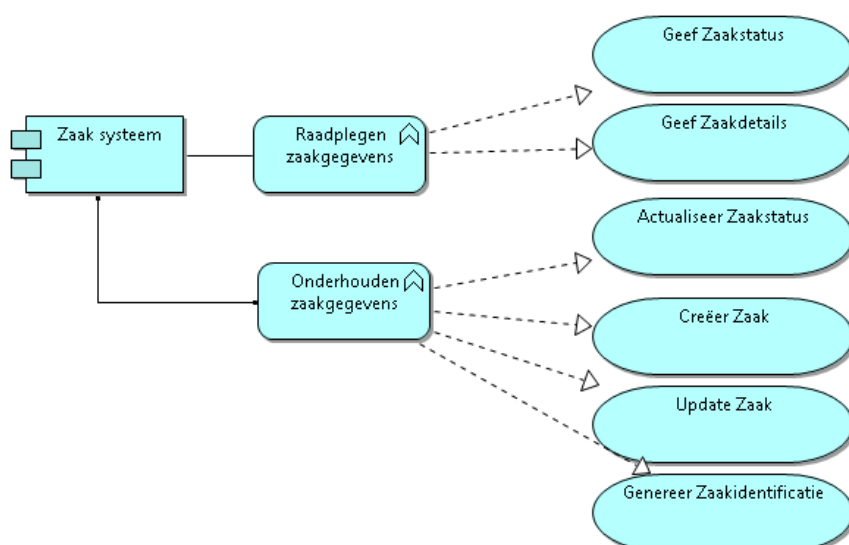 Geef Zaakstatus
Zaak systeem
Raadplegen
zaakgegevens
Geef Zaakdetails
Actualiseer Zaakstatus
Onderhouden
zaakgegevens
Creëer Zaak
Update Zaak
Genereer Zaakidentificatie